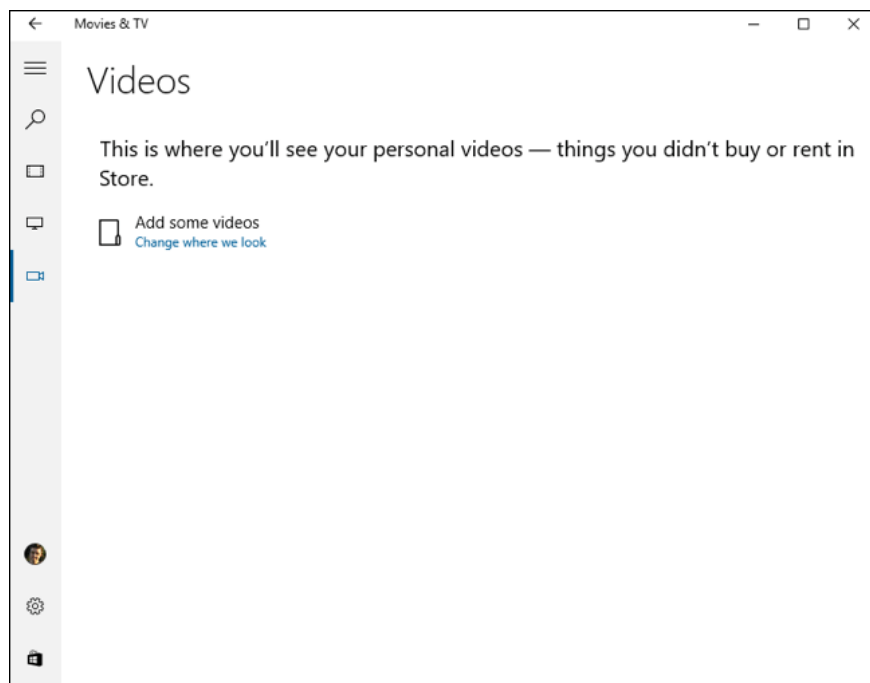 Movies & TV
Videos
This is where you'll see your personal videos — things you didn't buy or rent in
Store.
Add some videos
Change where we look